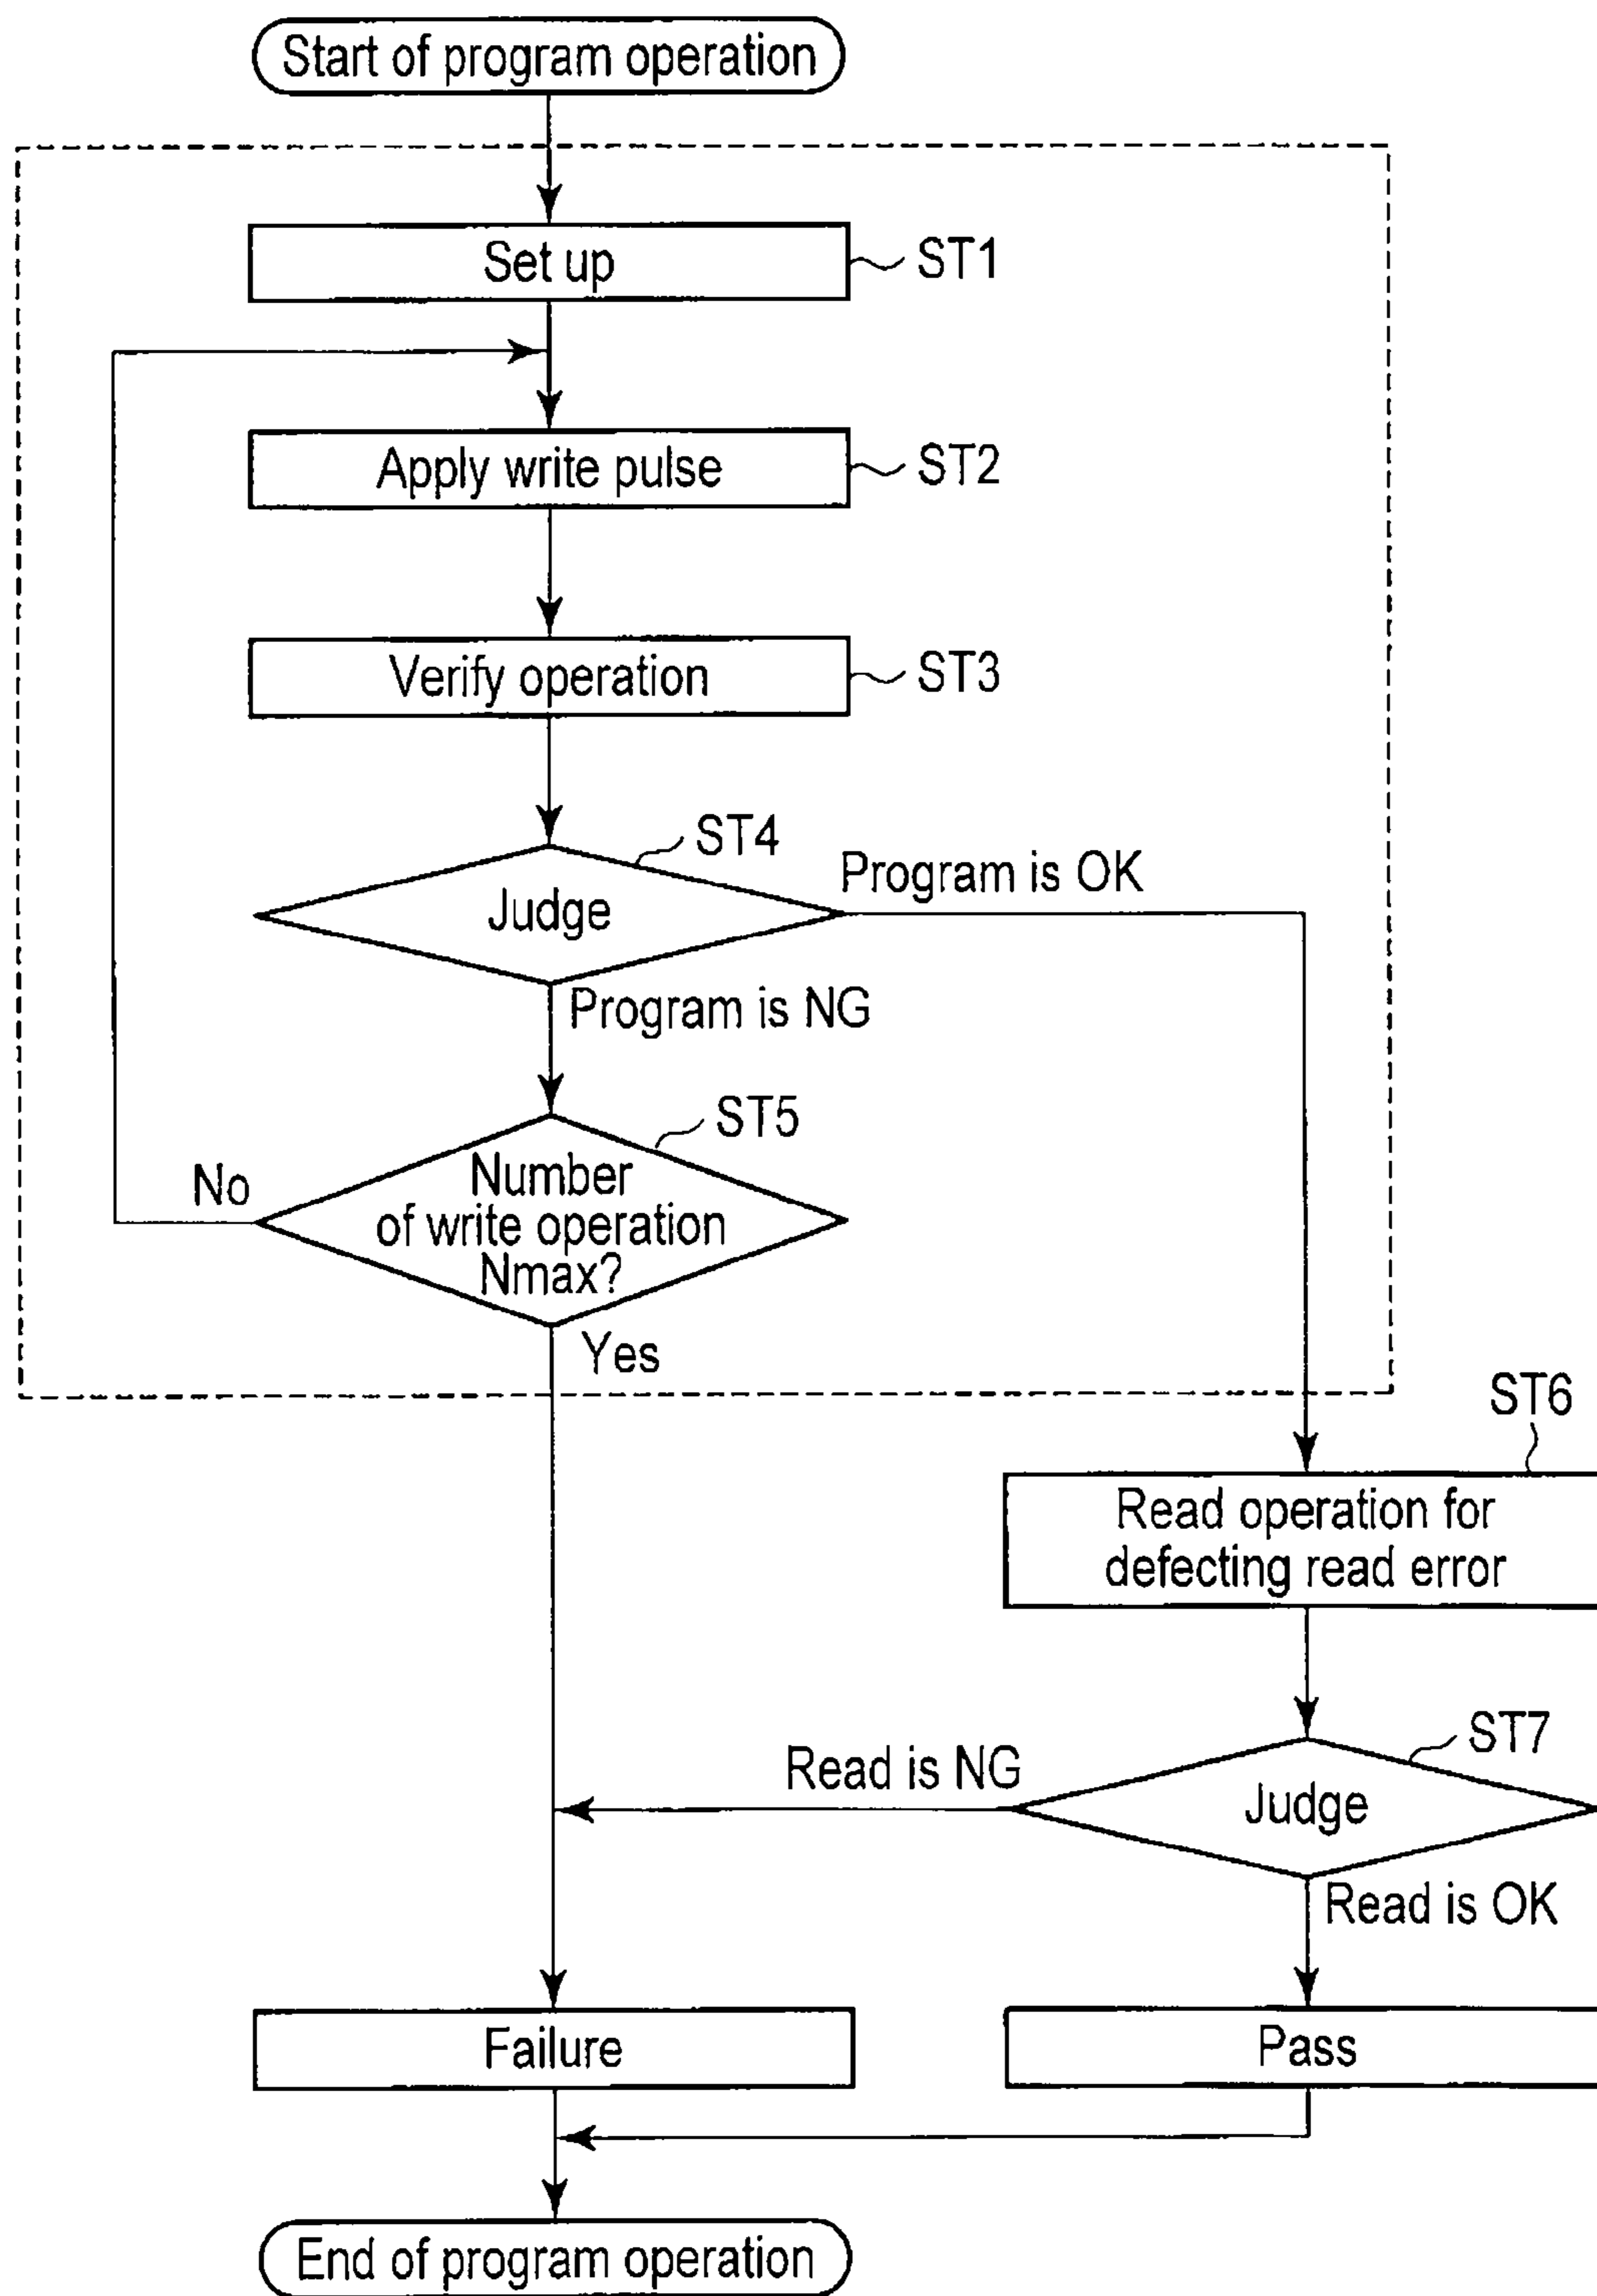 Start of program operation
Set up
ST1
Apply write pulse
ST2
Verify operation
ST3
ST4
Judge
Program is OK
Program is NG
ST5
No
Number
of write operation
Nmax?
Yes
ST6
Read operation for
defecting read error
ST7
Read is NG
Judge
Read is OK
Failure
Pass
End of program operation